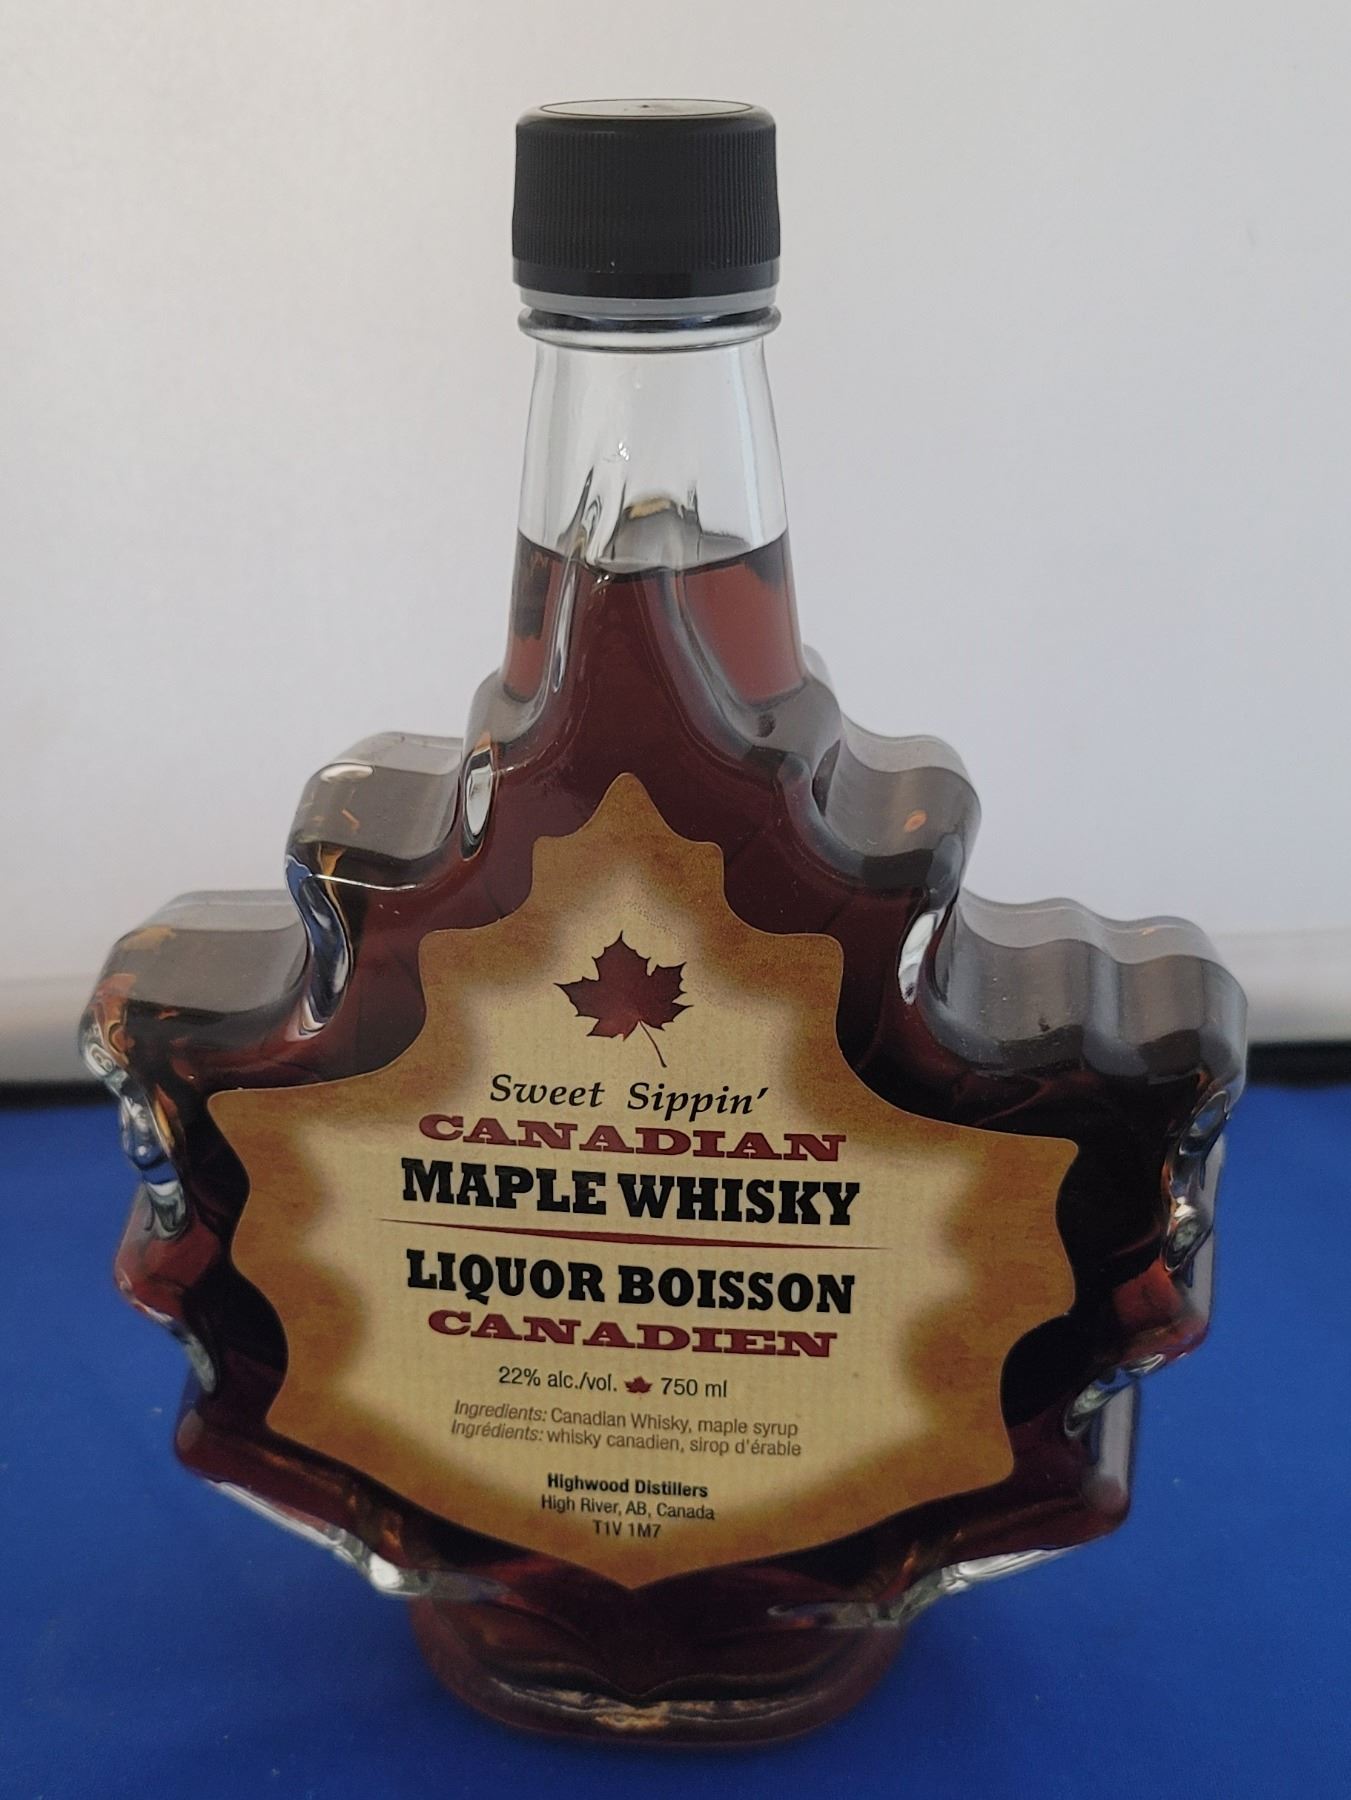 Sweet Sippin'
CANADIAN
MAPLE WHISKY
LIQUOR BOISSON
CANADIEN
22% alc./vol. 750 ml
Ingredients: Canadian Whisky, maple syrup
Ingrédients: whisky canadien, sirop d'érable
Highwood Distillers
High River, AB, Canada
T1V 1M7